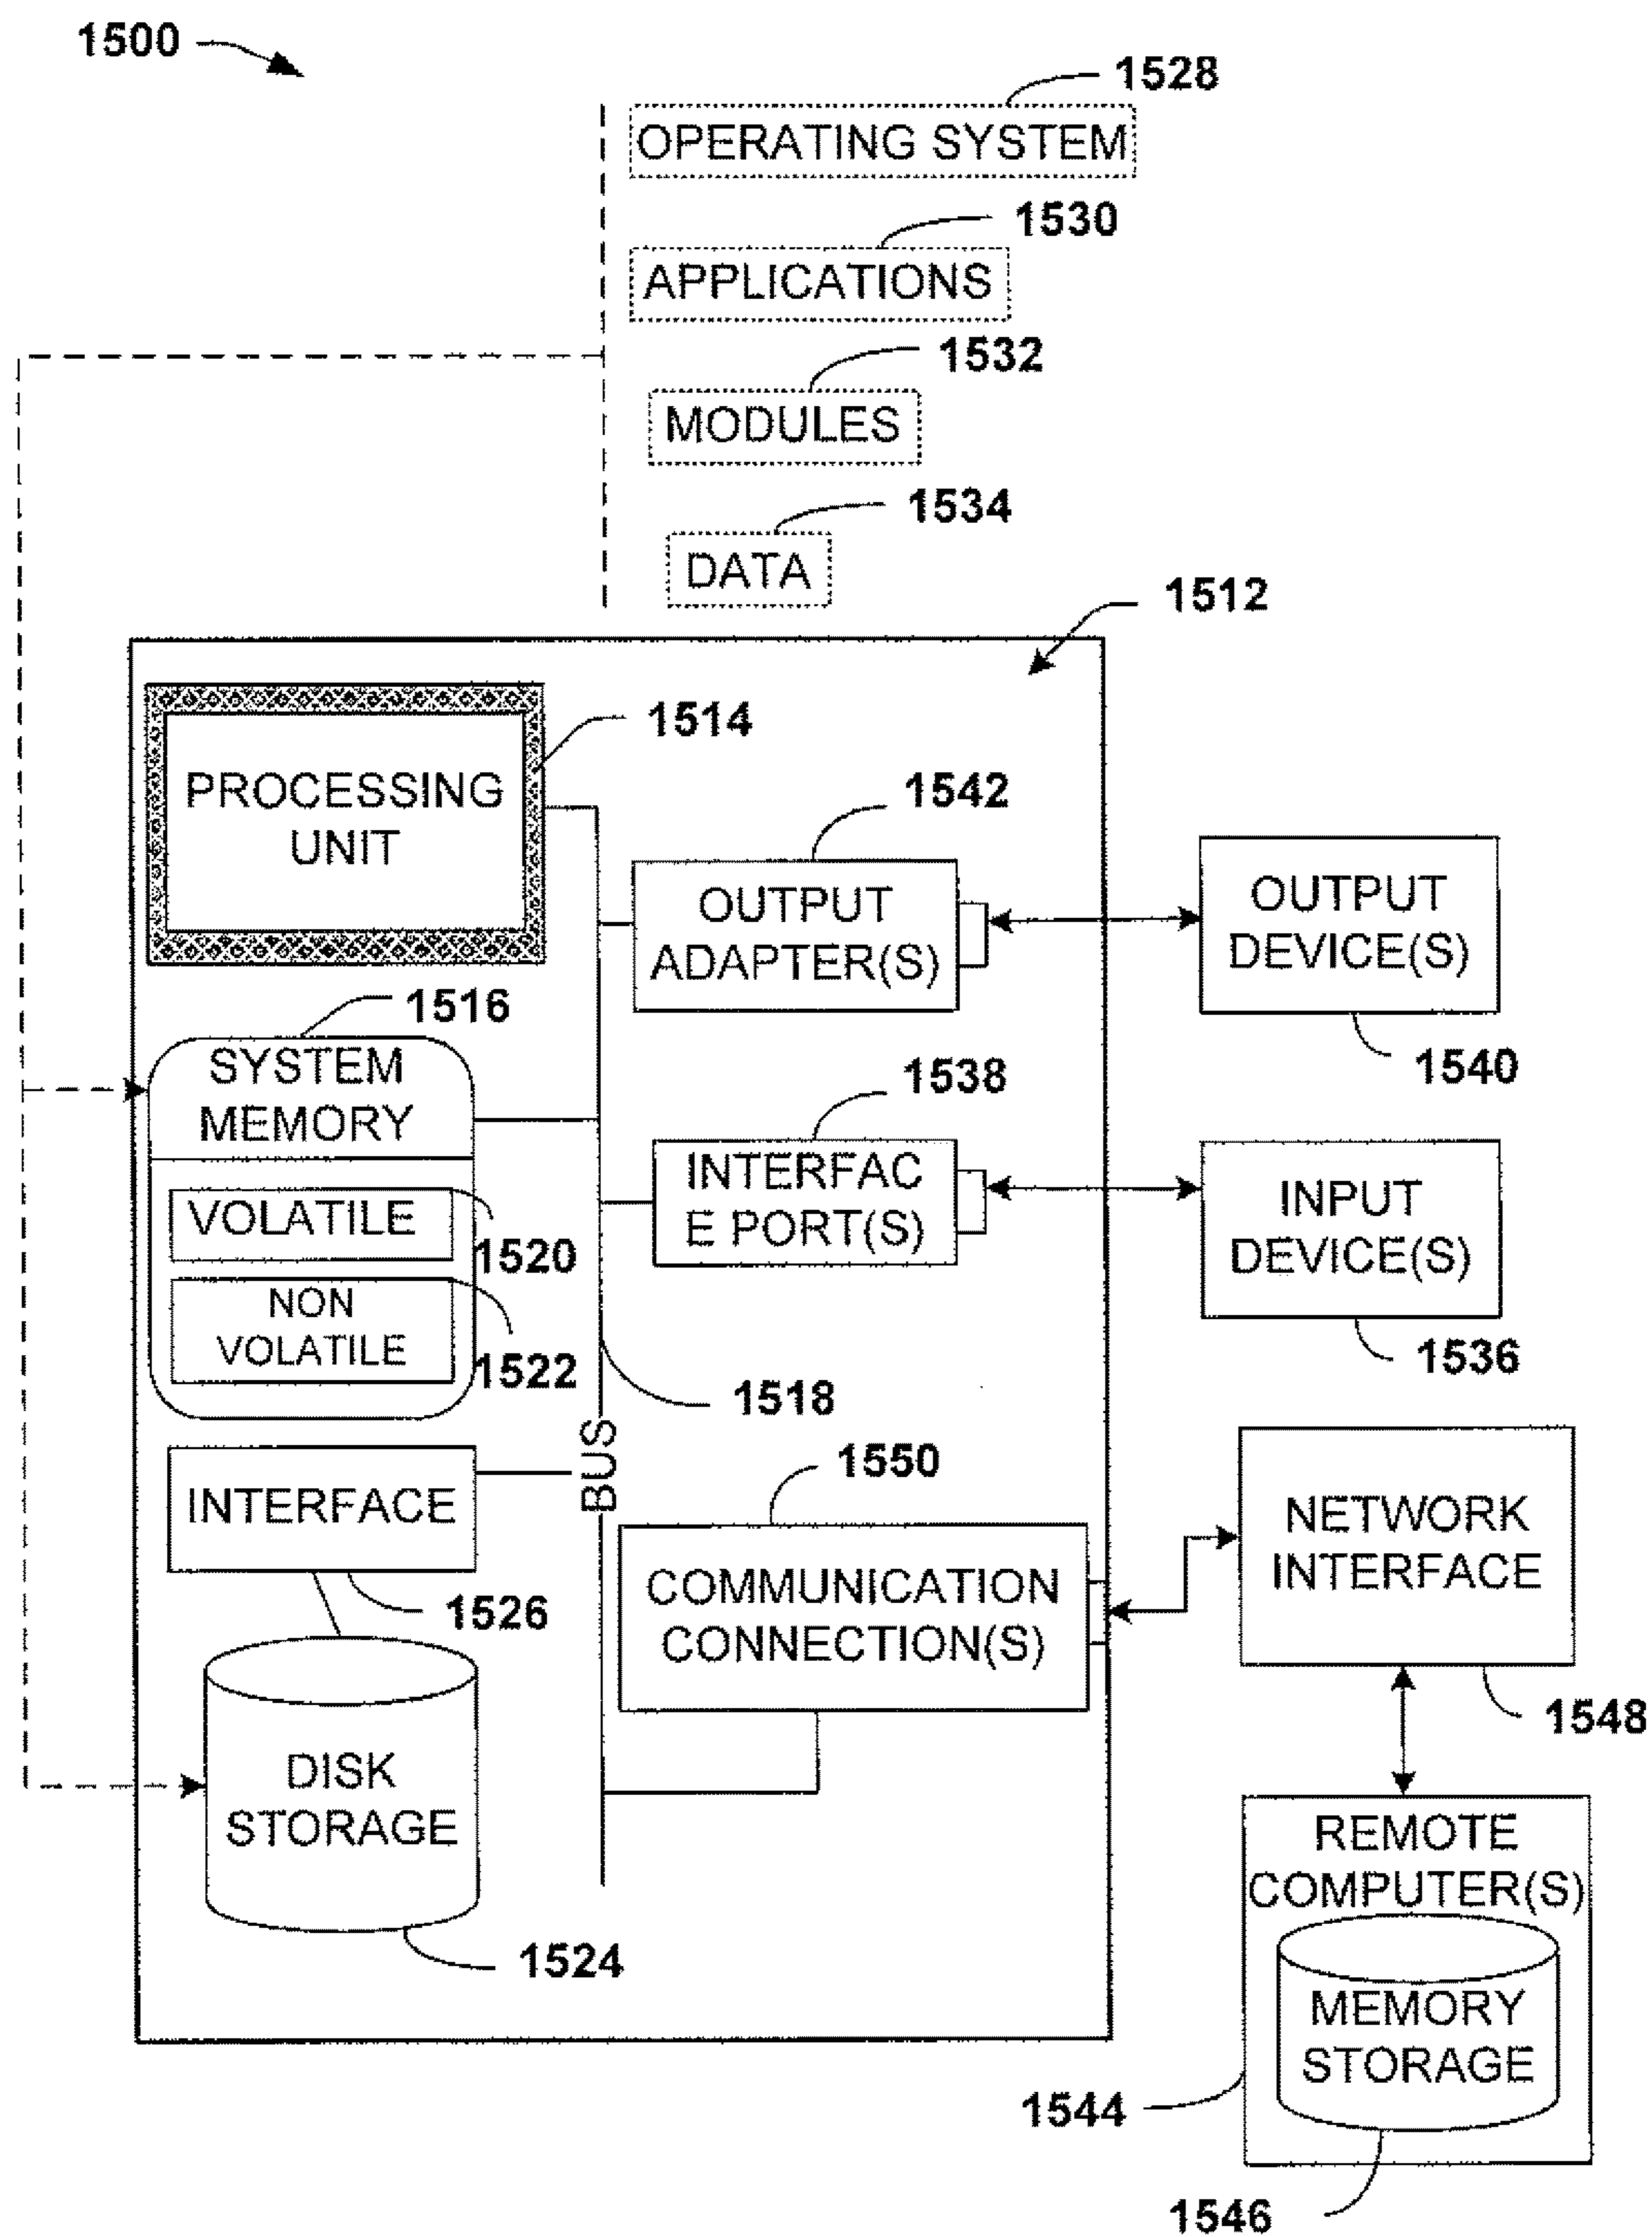 1500
1528
OPERATING SYSTEM
1530
APPLICATIONS
1532
MODULES
1534
DATA
1512
PROCESSING
UNIT
1514
1542
OUTPUT
ADAPTER(S)
OUTPUT
DEVICE(S)
1540
1516
SYSTEM
MEMORY
VOLATILE
1520
NON
VOLATILE
1522
1538
INTERFAC
E PORT(S)
INPUT
DEVICE(S)
1536
1518
BUS
INTERFACE
1526
1550
COMMUNICATION
CONNECTION(S)
NETWORK
INTERFACE
1548
DISK
STORAGE
1524
REMOTE
COMPUTER(S)
MEMORY
STORAGE
1544
1546